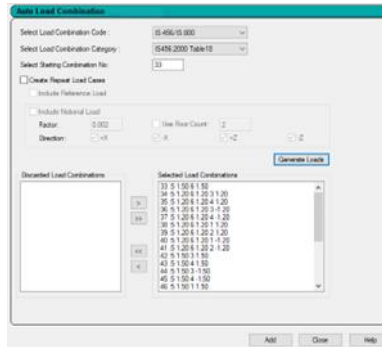 Auto Load Combination
Select Load Combination Code : IS 456/IS 800
Select Load Combination Category : IS456:2000 Table18
Select Starting Combination No: 33
Create Repeat Load Cases
Include Reference Load
Include Notional Load
Factor: 0.002 Use Floor Count: 2
Direction: +X -X +Z -Z
Generate Loads
Discarded Load Combinations Selected Load Combinations
33 :5 1.50 6 1.50
34 :5 1.20 6 1.20 3 1.20
35 :5 1.20 6 1.20 4 1.20
> 36 :5 1.20 6 1.20 3 -1.20
>> 37 :5 1.20 6 1.20 4 -1.20
38 :5 1.20 6 1.20 1 1.20
39 :5 1.20 6 1.20 2 1.20
<< 40 :5 1.20 6 1.20 1 -1.20
41 :5 1.20 6 1.20 2 -1.20
< 42 :5 1.50 3 1.50
43 :5 1.50 4 1.50
44 :5 1.50 3 -1.50
45 :5 1.50 4 -1.50
46 :5 1.50 1 1.50
Add Close Help